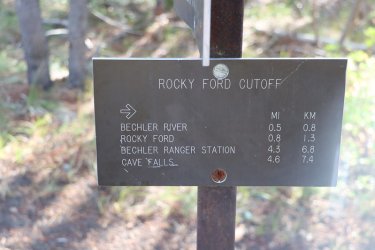 ROCKY FORD CUTOFF
→
MI KM
BECHLER RIVER 0.5 0.8
ROCKY FORD 0.8 1.3
BECHLER RANGER STATION 4.3 6.8
CAVE FALLS 4.6 7.4